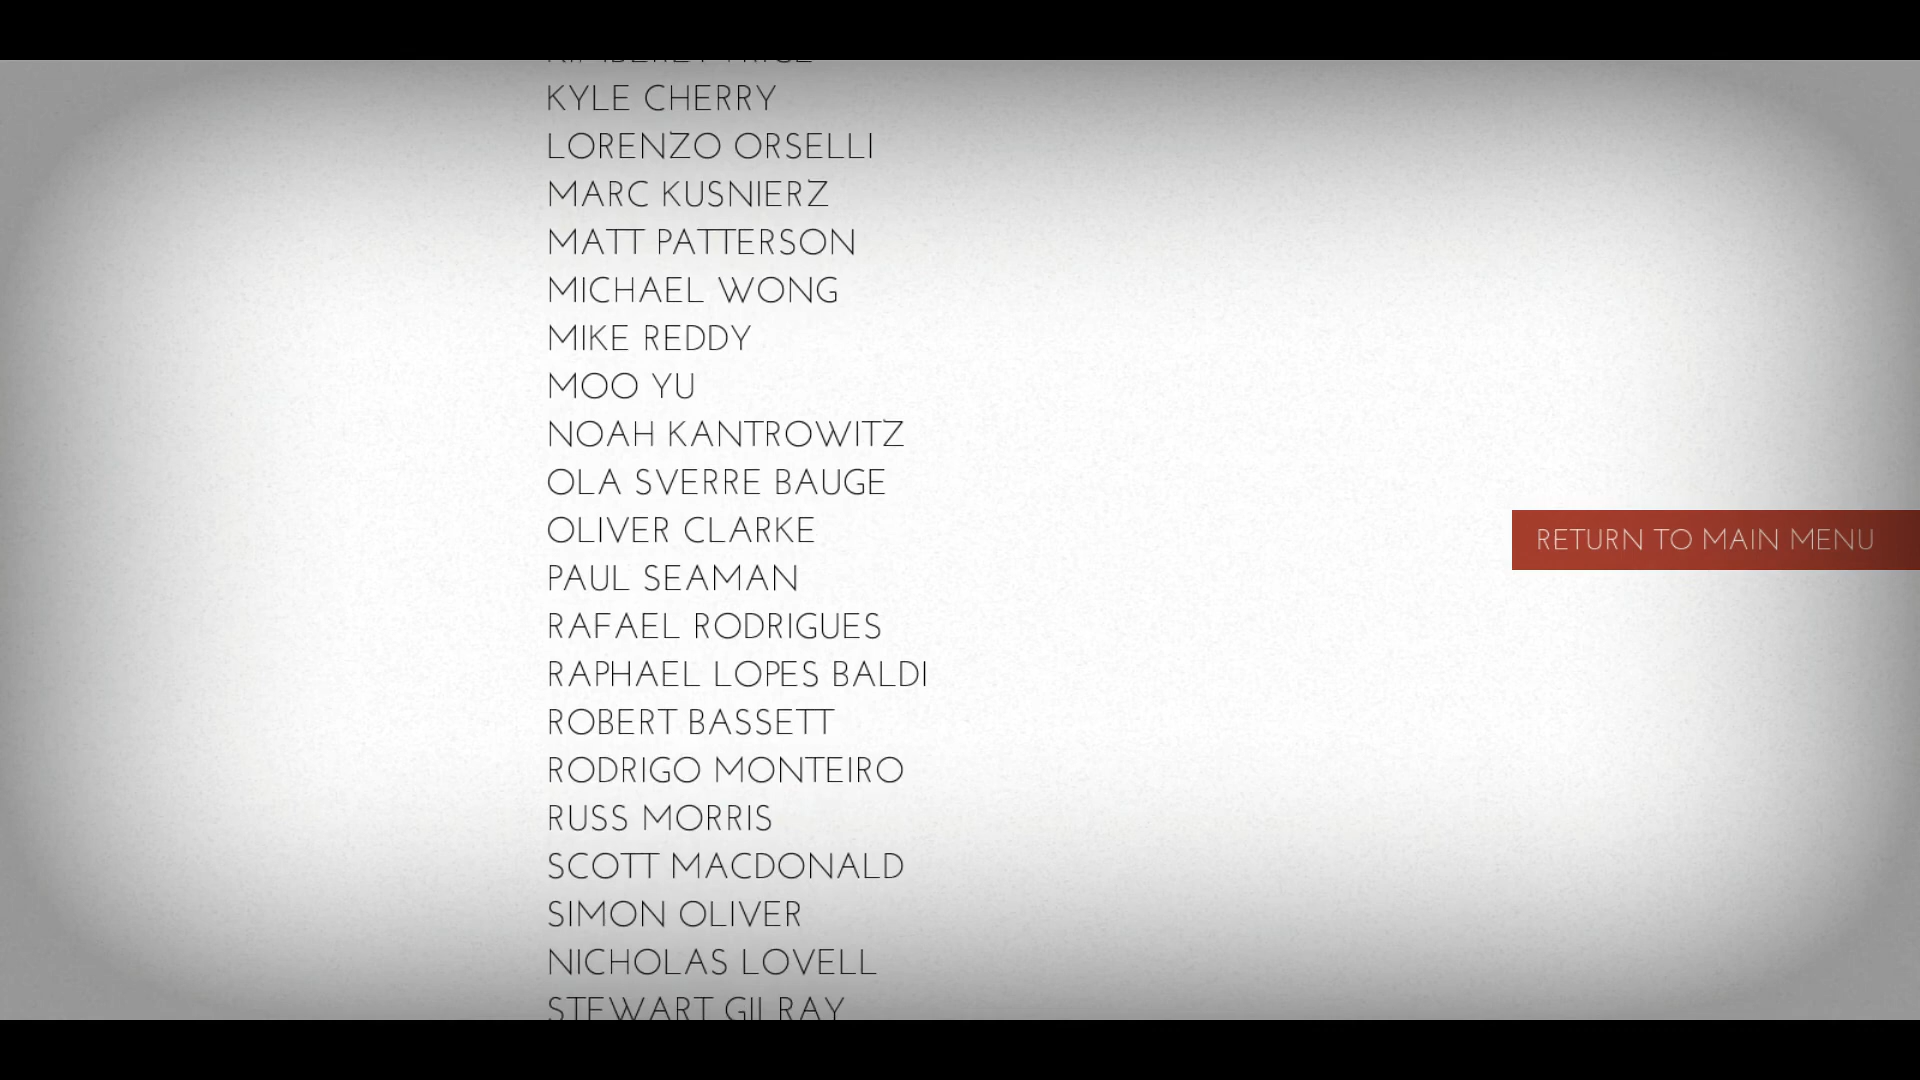 KYLE CHERRY
LORENZO ORSELLI
MARC KUSNIERZ
MATT PATTERSON
MICHAEL WONG
MIKE REDDY
MOO YU
NOAH KANTROWITZ
OLA SVERRE BAUGE
OLIVER CLARKE
PAUL SEAMAN
RAFAEL RODRIGUES
RAPHAEL LOPES BALDI
ROBERT BASSETT
RODRIGO MONTEIRO
RUSS MORRIS
SCOTT MACDONALD
SIMON OLIVER
NICHOLAS LOVELL
STEWART GILRAY
RETURN TO MAIN MENU